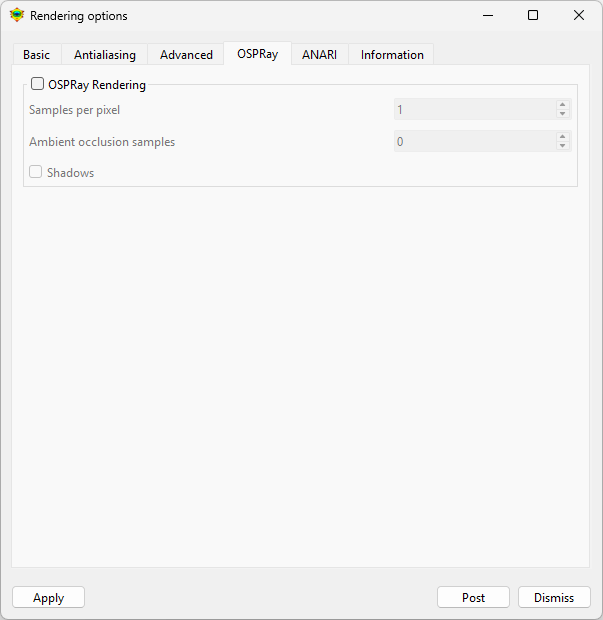 Rendering options
Basic Antialiasing Advanced OSPRay ANARI Information
OSPRay Rendering
Samples per pixel 1
Ambient occlusion samples 0
Shadows
Apply Post Dismiss